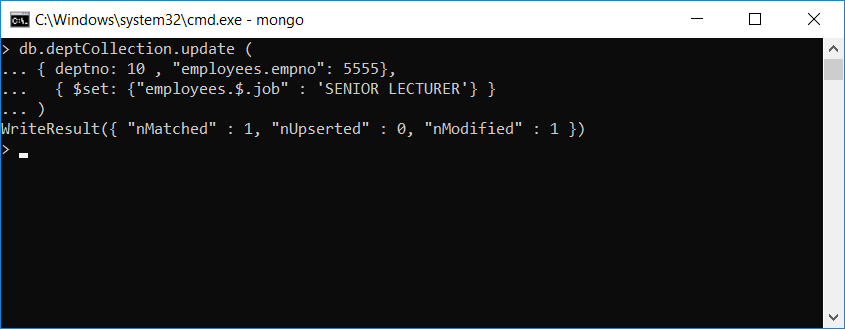 C:\Windows\system32\cmd.exe - mongo
> db.deptCollection.update (
... { deptno: 10 , "employees.empno": 5555},
...   { $set: {"employees.$.job" : 'SENIOR LECTURER'} }
... )
WriteResult({ "nMatched" : 1, "nUpserted" : 0, "nModified" : 1 })
>